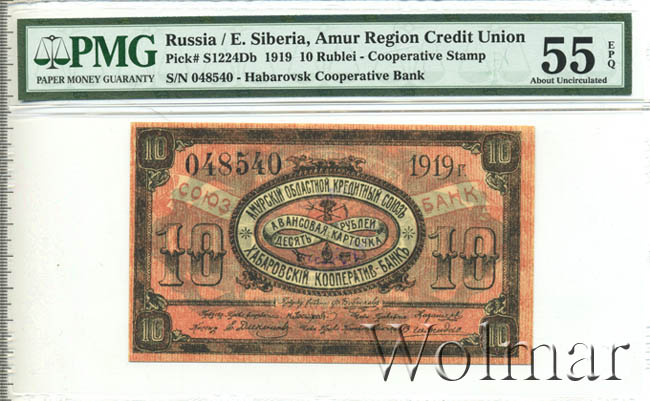 PMG
PAPER MONEY GUARANTY
Russia / E. Siberia, Amur Region Credit Union
Pick# S1224Db 1919 10 Rublei - Cooperative Stamp
S/N 048540 - Habarovsk Cooperative Bank
55
EPQ
About Uncirculated
10
048540
1919 г.
10
СОЮЗ
БАНК
АМУРСКІЙ ОБЛАСТНОЙ КРЕДИТНЫЙ СОЮЗЪ
АВАНСОВАЯ
РУБЛЕЙ
ДЕСЯТЬ
КАРТОЧКА
ХАБАРОВСКІЙ КООПЕРАТИВ-БАНКЪ
10
10
10
10
Wolmar